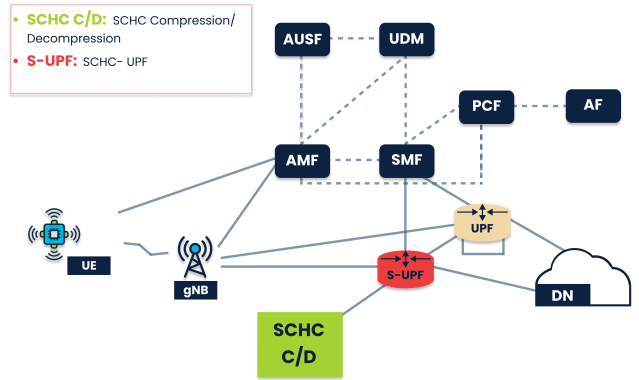 • SCHC C/D: SCHC Compression/
Decompression
• S-UPF: SCHC- UPF
AUSF
UDM
PCF
AF
AMF
SMF
UPF
UE
gNB
S-UPF
DN
SCHC
C/D